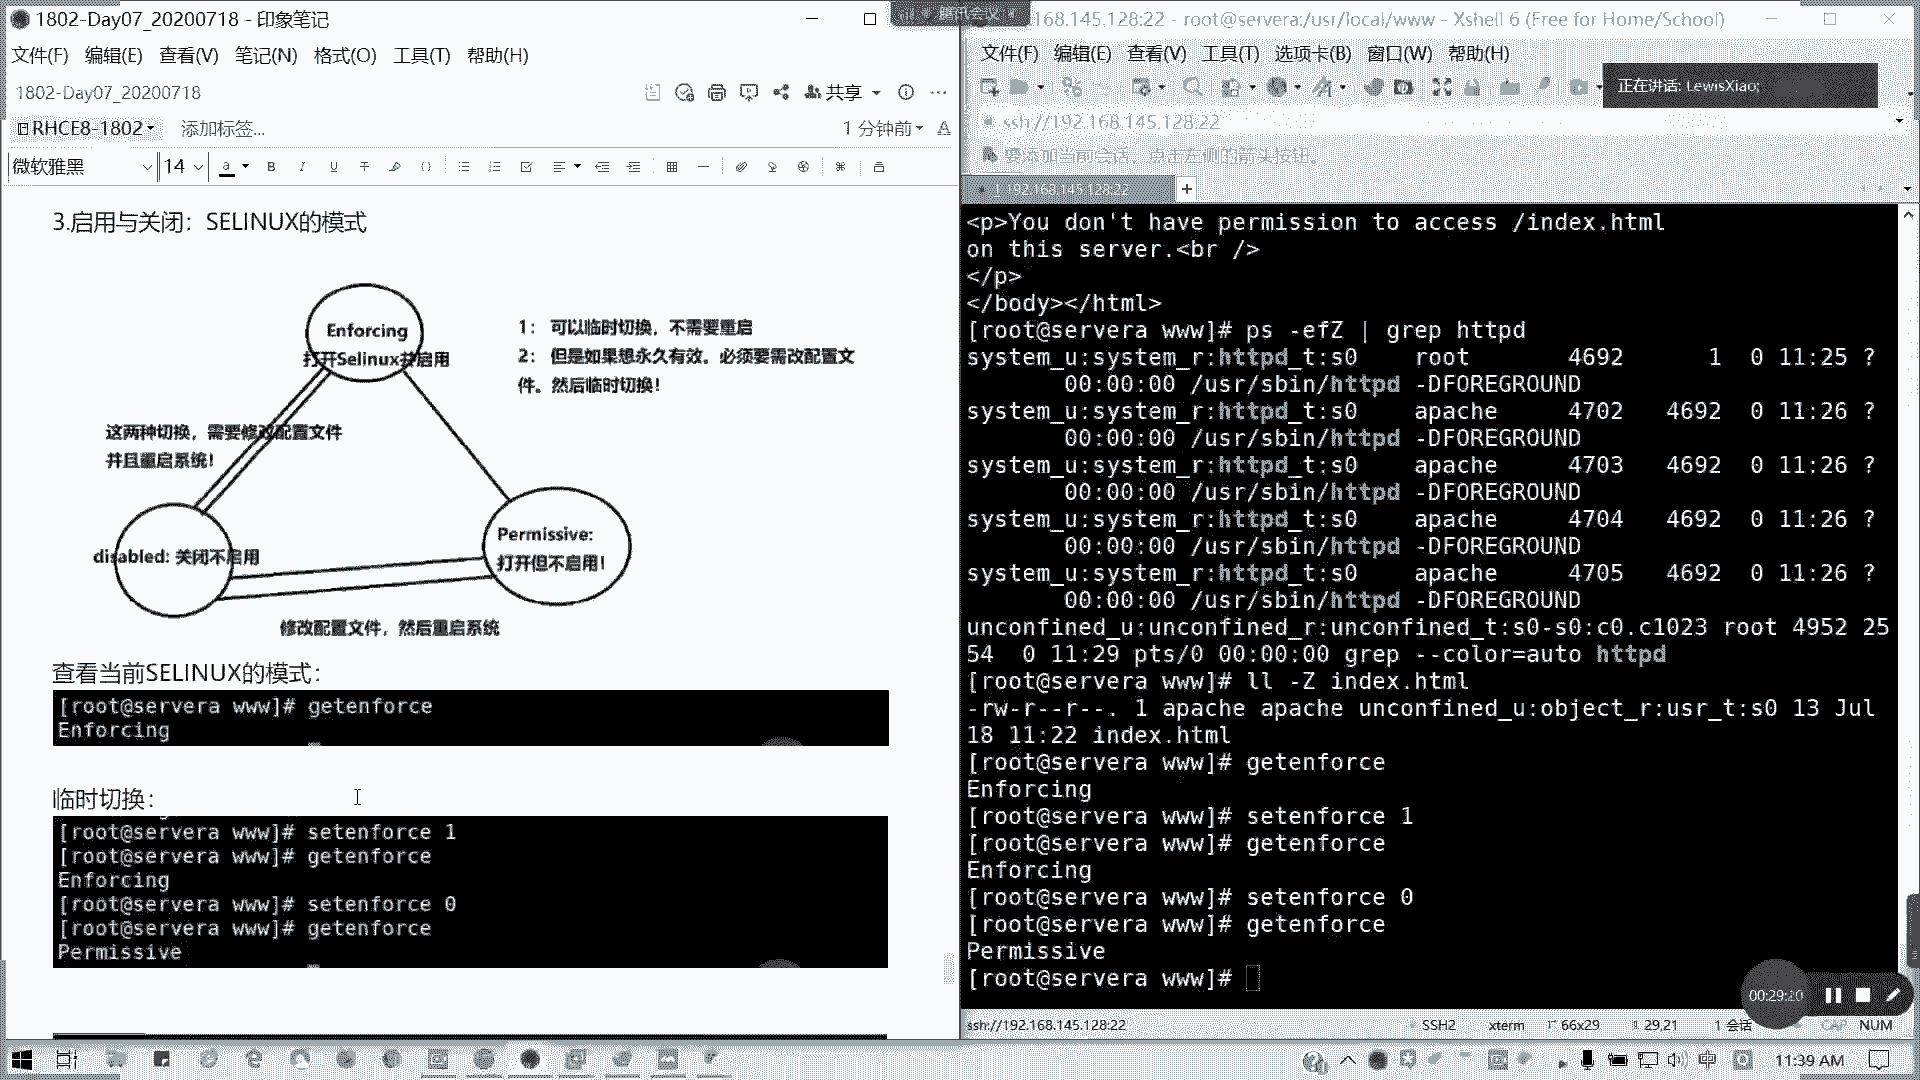 1802-Day07_20200718 - 印象笔记
文件(F) 编辑(E) 查看(V) 笔记(N) 格式(O) 工具(T) 帮助(H)
1802-Day07_20200718
共享
RHCE8-1802 添加标签...
1 分钟前
微软雅黑 14
3.启用与关闭：SELINUX的模式
Enforcing
打开Selinux并启用
1： 可以临时切换，不需要重启
2： 但是如果想永久有效。必须要需改配置文
件。然后临时切换！
这两种切换，需要修改配置文件
并且重启系统！
disabled: 关闭不启用
Permissive:
打开但不启用！
修改配置文件，然后重启系统
查看当前SELINUX的模式：
[root@servera www]# getenforce
Enforcing
临时切换：
[root@servera www]# setenforce 1
[root@servera www]# getenforce
Enforcing
[root@servera www]# setenforce 0
[root@servera www]# getenforce
Permissive
腾讯会议
168.145.128:22 - root@servera:/usr/local/www - Xshell 6 (Free for Home/School)
文件(F) 编辑(E) 查看(V) 工具(T) 选项卡(B) 窗口(W) 帮助(H)
正在讲话: LewisXiao;
ssh://192.168.145.128:22
要添加当前会话，点击左侧的箭头按钮。
1 192.168.145.128:22
<p>You don't have permission to access /index.html
on this server.<br />
</p>
</body></html>
[root@servera www]# ps -efZ | grep httpd
system_u:system_r:httpd_t:s0 root 4692 1 0 11:25 ?
00:00:00 /usr/sbin/httpd -DFOREGROUND
system_u:system_r:httpd_t:s0 apache 4702 4692 0 11:26 ?
00:00:00 /usr/sbin/httpd -DFOREGROUND
system_u:system_r:httpd_t:s0 apache 4703 4692 0 11:26 ?
00:00:00 /usr/sbin/httpd -DFOREGROUND
system_u:system_r:httpd_t:s0 apache 4704 4692 0 11:26 ?
00:00:00 /usr/sbin/httpd -DFOREGROUND
system_u:system_r:httpd_t:s0 apache 4705 4692 0 11:26 ?
00:00:00 /usr/sbin/httpd -DFOREGROUND
unconfined_u:unconfined_r:unconfined_t:s0-s0:c0.c1023 root 4952 25
54 0 11:29 pts/0 00:00:00 grep --color=auto httpd
[root@servera www]# ll -Z index.html
-rw-r--r--. 1 apache apache unconfined_u:object_r:usr_t:s0 13 Jul
18 11:22 index.html
[root@servera www]# getenforce
Enforcing
[root@servera www]# setenforce 1
[root@servera www]# getenforce
Enforcing
[root@servera www]# setenforce 0
[root@servera www]# getenforce
Permissive
[root@servera www]#
00:29:20
ssh://192.168.145.128:22 SSH2 xterm 66x29 29,21 1 会话 CAP NUM
中 11:39 AM